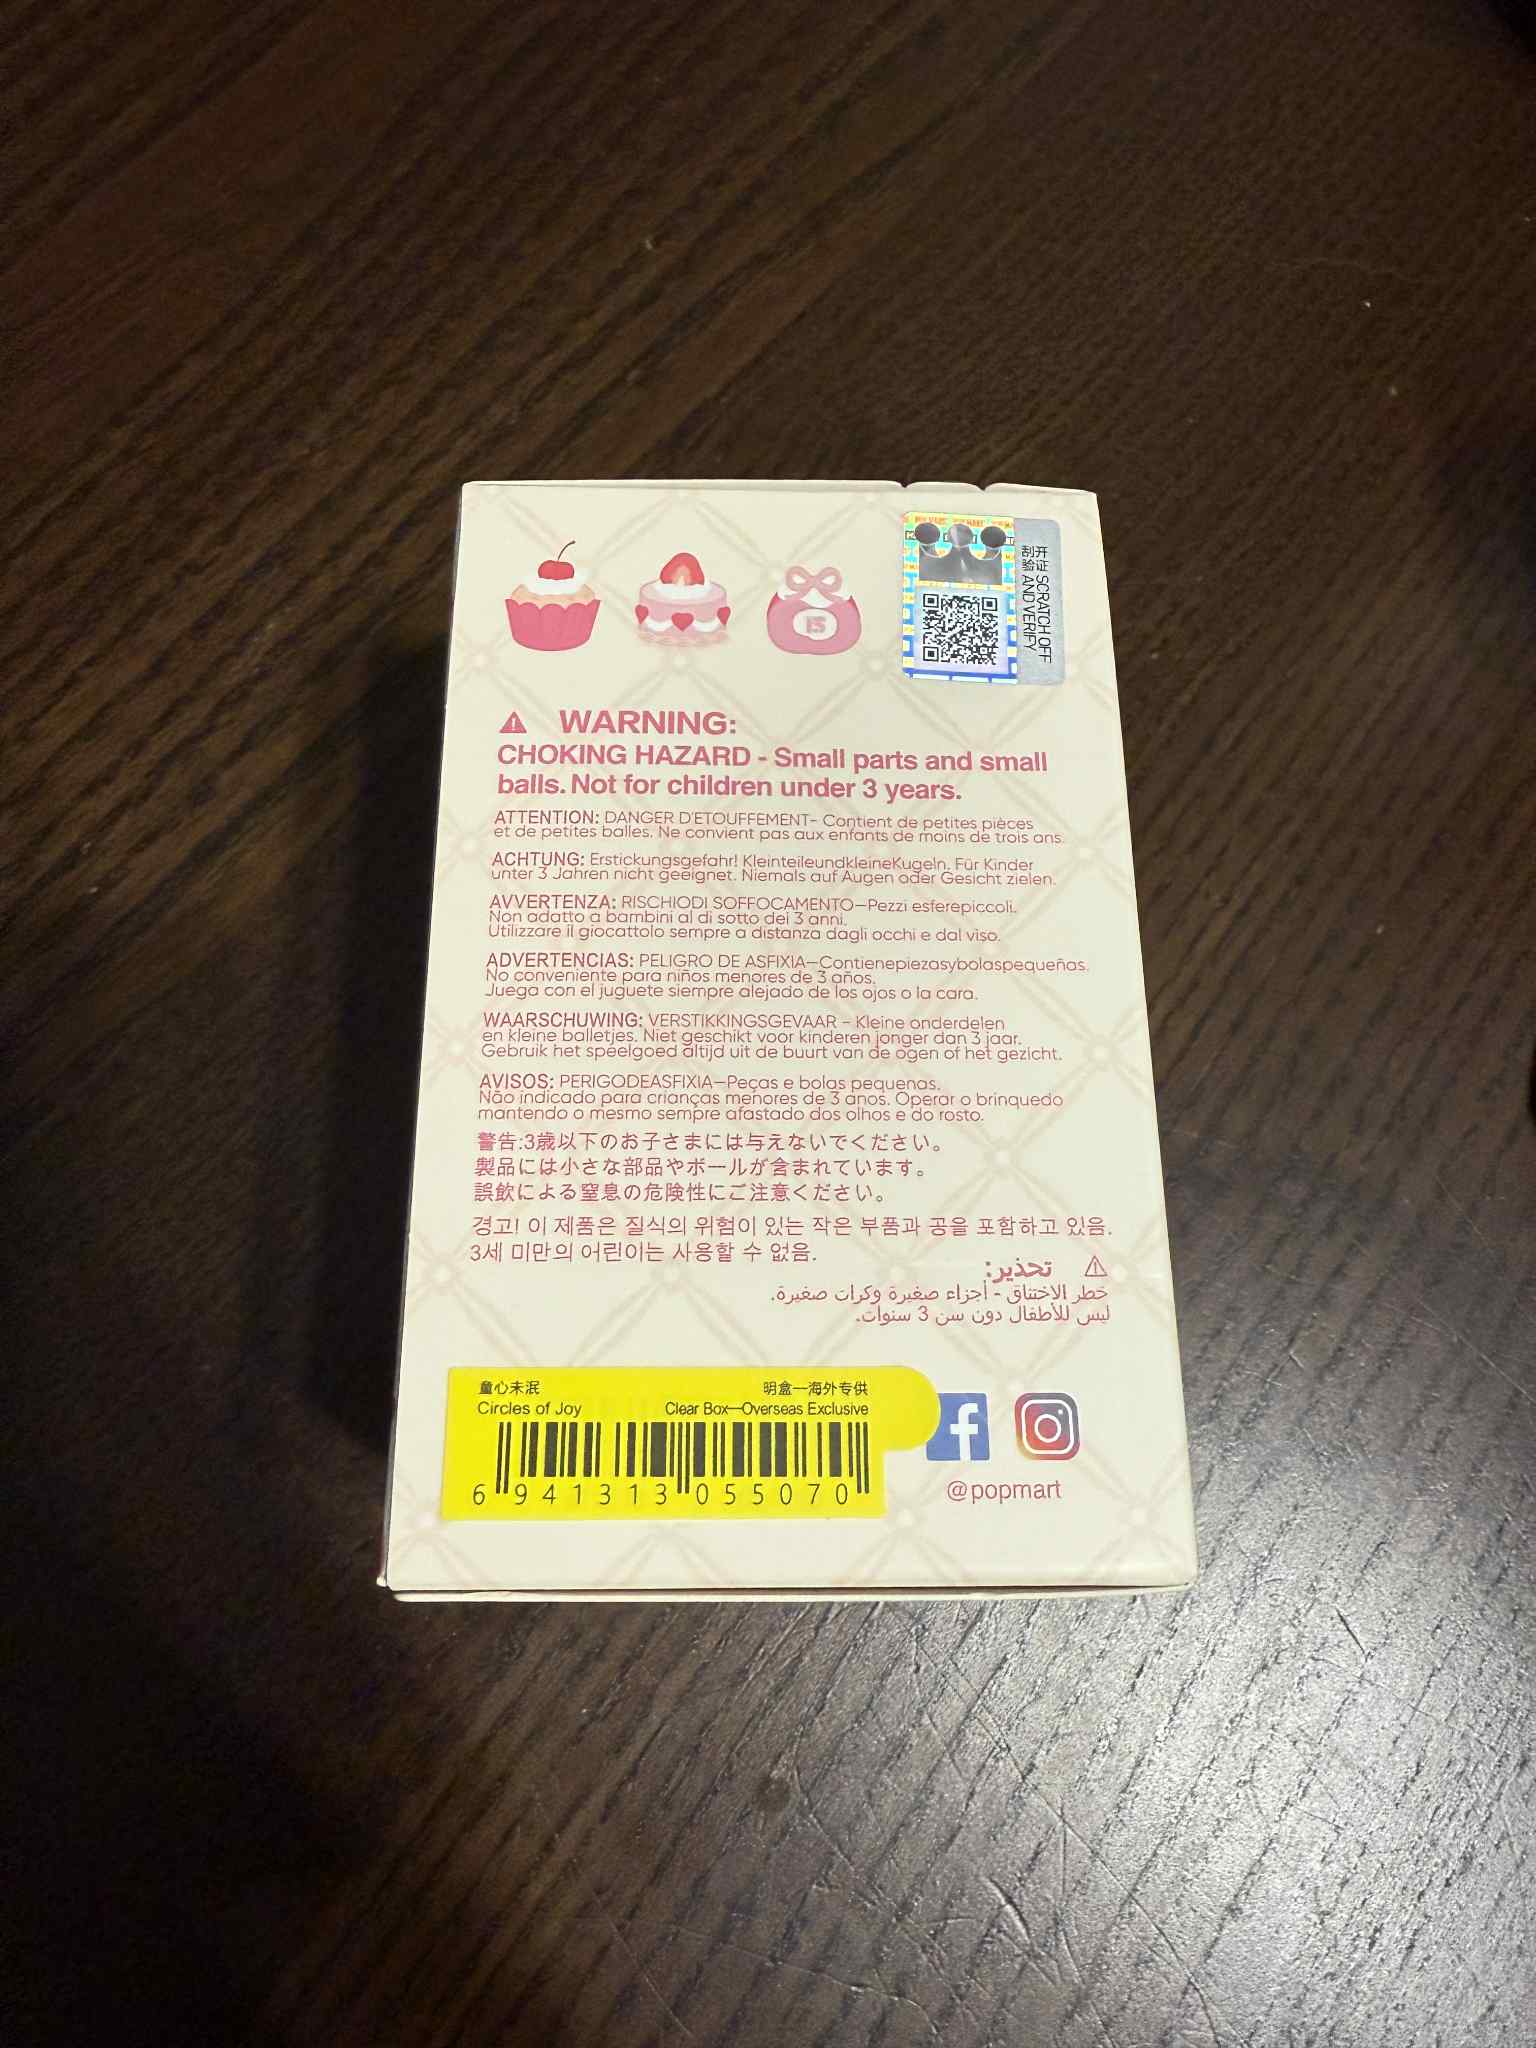 15
刮开 SCRATCH OFF
验证 AND VERIFY
WARNING:
CHOKING HAZARD - Small parts and small
balls. Not for children under 3 years.
ATTENTION: DANGER D'ETOUFFEMENT- Contient de petites pièces
et de petites balles. Ne convient pas aux enfants de moins de trois ans.
ACHTUNG: Erstickungsgefahr! KleinteileundkleineKugeln. Für Kinder
unter 3 Jahren nicht geeignet. Niemals auf Augen oder Gesicht zielen.
AVVERTENZA: RISCHIODI SOFFOCAMENTO—Pezzi esferepiccoli.
Non adatto a bambini al di sotto dei 3 anni.
Utilizzare il giocattolo sempre a distanza dagli occhi e dal viso.
ADVERTENCIAS: PELIGRO DE ASFIXIA—Contienepiezasybolaspequeñas.
No conveniente para niños menores de 3 años.
Juega con el juguete siempre alejado de los ojos o la cara.
WAARSCHUWING: VERSTIKKINGSGEVAAR - Kleine onderdelen
en kleine balletjes. Niet geschikt voor kinderen jonger dan 3 jaar.
Gebruik het speelgoed altijd uit de buurt van de ogen of het gezicht.
AVISOS: PERIGODEASFIXIA—Peças e bolas pequenas.
Não indicado para crianças menores de 3 anos. Operar o brinquedo
mantendo o mesmo sempre afastado dos olhos e do rosto.
警告:3歳以下のお子さまには与えないでください。
製品には小さな部品やボールが含まれています。
誤飲による窒息の危険性にご注意ください。
경고! 이 제품은 질식의 위험이 있는 작은 부품과 공을 포함하고 있음.
3세 미만의 어린이는 사용할 수 없음.
تحذير:
خطر الاختناق - أجزاء صغيرة وكرات صغيرة.
ليس للأطفال دون سن 3 سنوات.
童心未泯 明盒—海外专供
Circles of Joy Clear Box—Overseas Exclusive
6 941313 055070
@popmart